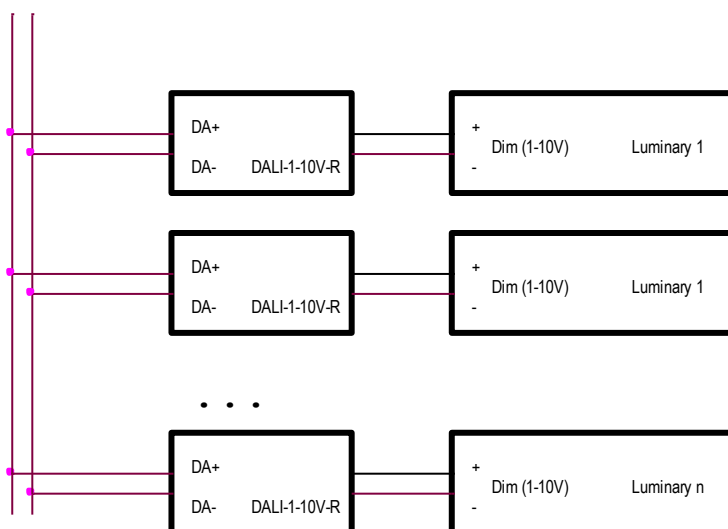 DA+
DA- DALI-1-10V-R
+
Dim (1-10V) Luminary 1
-
DA+
DA- DALI-1-10V-R
+
Dim (1-10V) Luminary 1
-
. . .
DA+
DA- DALI-1-10V-R
+
Dim (1-10V) Luminary n
-